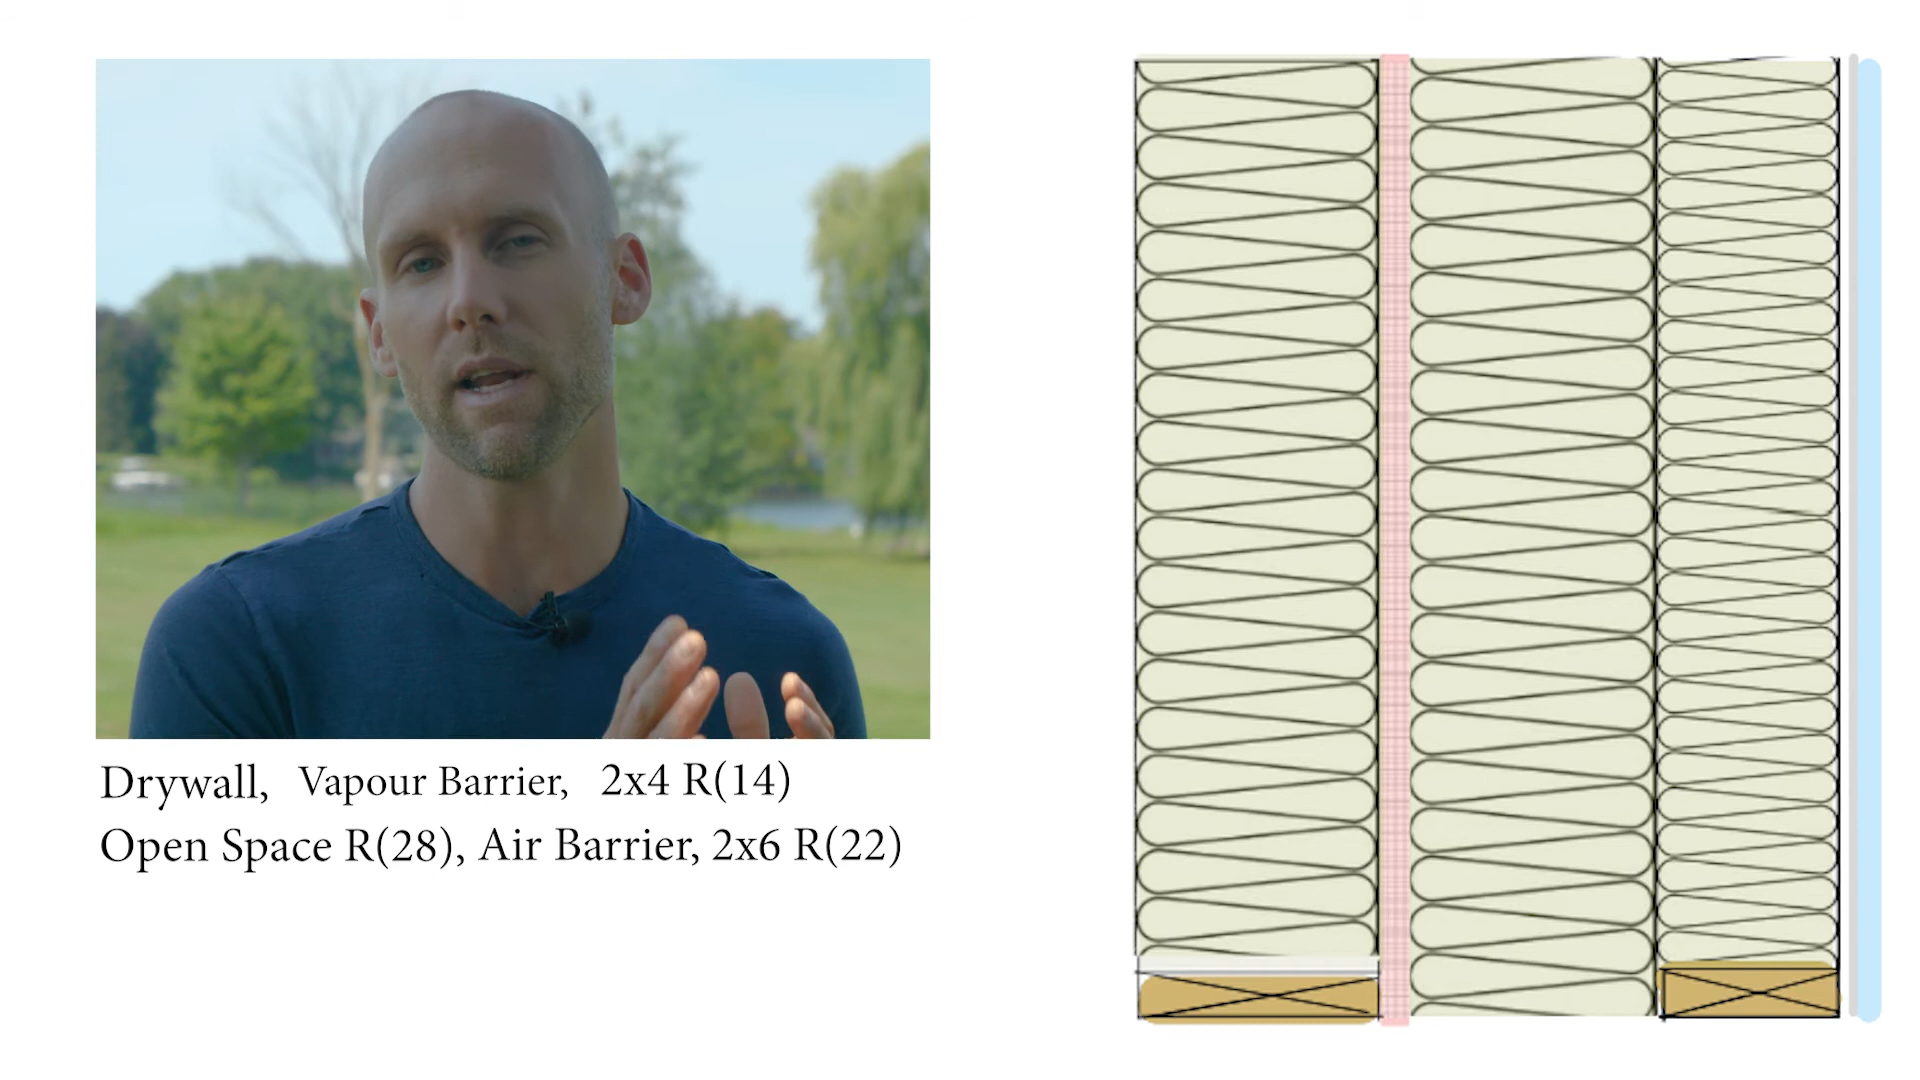 Drywall, Vapour Barrier, 2x4 R(14)
Open Space R(28), Air Barrier, 2x6 R(22)